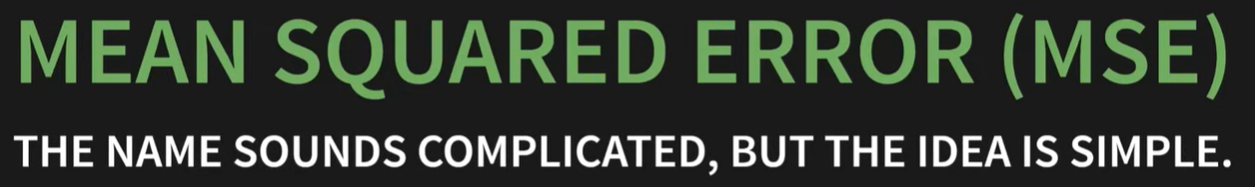 MEAN SQUARED ERROR (MSE)
THE NAME SOUNDS COMPLICATED, BUT THE IDEA IS SIMPLE.